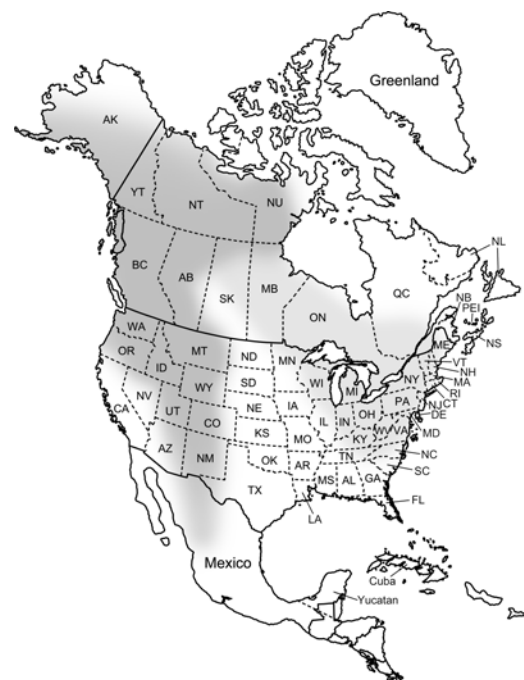 Greenland
AK
YT
NT
NU
NL
BC
AB
SK
MB
ON
QC
NB
PEI
NS
WA
OR
ID
MT
ND
MN
ME
VT
NH
MA
RI
CT
NJ
DE
MD
NY
PA
WI
MI
SD
WY
NV
CA
UT
CO
NE
IA
IL
IN
OH
WV
VA
KY
NC
KS
MO
TN
SC
AZ
NM
OK
AR
MS
AL
GA
TX
LA
FL
Mexico
Cuba
Yucatan